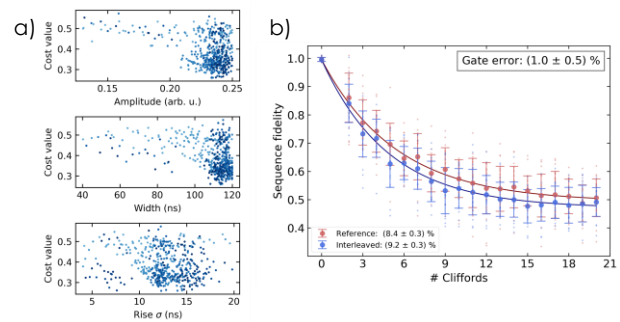 a)
Cost value
0.5
0.4
0.3
0.15 0.20 0.25
Amplitude (arb. u.)
Cost value
0.5
0.4
0.3
40 60 80 100 120
Width (ns)
Cost value
0.5
0.4
0.3
5 10 15 20
Rise σ (ns)
b)
Gate error: (1.0 ± 0.5) %
Sequence fidelity
1.0
0.9
0.8
0.7
0.6
0.5
0.4
Reference: (8.4 ± 0.3) %
Interleaved: (9.2 ± 0.3) %
0 3 6 9 12 15 18 21
# Cliffords